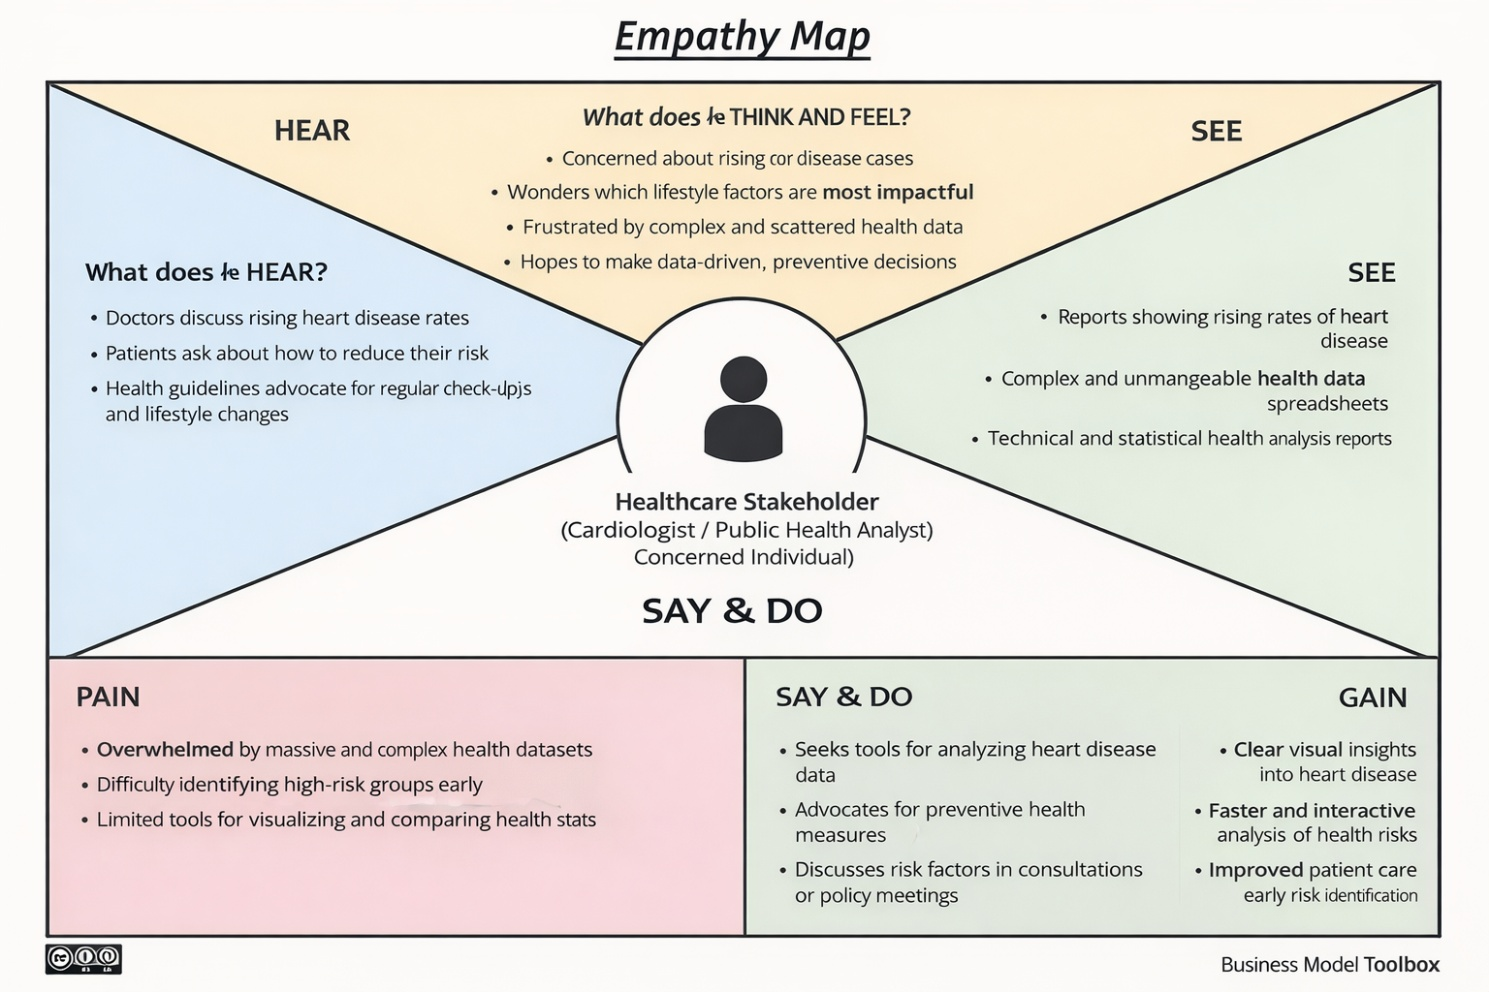 Empathy Map
HEAR
What does he THINK AND FEEL?
• Concerned about rising cor disease cases
• Wonders which lifestyle factors are most impactful
• Frustrated by complex and scattered health data
• Hopes to make data-driven, preventive decisions
SEE
What does he HEAR?
• Doctors discuss rising heart disease rates
• Patients ask about how to reduce their risk
• Health guidelines advocate for regular check-upjs
and lifestyle changes
SEE
• Reports showing rising rates of heart
disease
• Complex and unmangeable health data
spreadsheets
• Technical and statistical health analysis reports
Healthcare Stakeholder
(Cardiologist / Public Health Analyst)
Concerned Individual)
SAY & DO
PAIN
• Overwhelmed by massive and complex health datasets
• Difficulty identifying high-risk groups early
• Limited tools for visualizing and comparing health stats
SAY & DO
• Seeks tools for analyzing heart disease
data
• Advocates for preventive health
measures
• Discusses risk factors in consultations
or policy meetings
GAIN
• Clear visual insights
into heart disease
• Faster and interactive
analysis of health risks
• Improved patient care
early risk identification
Business Model Toolbox